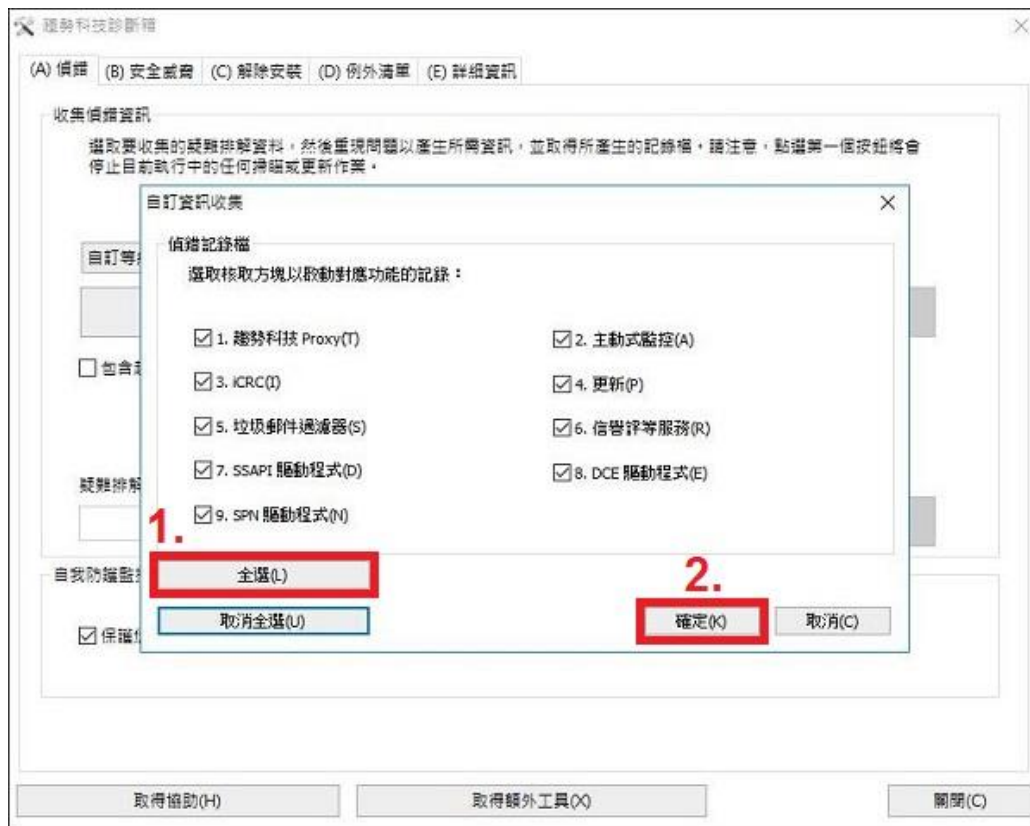 趨勢科技診斷箱
(A) 偵錯 (B) 安全威脅 (C) 解除安裝 (D) 例外清單 (E) 詳細資訊
收集偵錯資訊
選取要收集的疑難排解資料，然後重現問題以產生所需資訊，並取得所產生的記錄檔。請注意，點選第一個按鈕將會
停止目前執行中的任何掃瞄或更新作業。
自訂資訊收集
偵錯記錄檔
自訂等
選取核取方塊以啟動對應功能的記錄：
1. 趨勢科技 Proxy(T)
2. 主動式監控(A)
包含
3. iCRC(I)
4. 更新(P)
5. 垃圾郵件過濾器(S)
6. 信譽評等服務(R)
7. SSAPI 驅動程式(D)
8. DCE 驅動程式(E)
疑難排解
9. SPN 驅動程式(N)
1.
全選(L)
2.
自我防護監
取消全選(U)
確定(K)
取消(C)
保護
取得協助(H)
取得額外工具(X)
關閉(C)